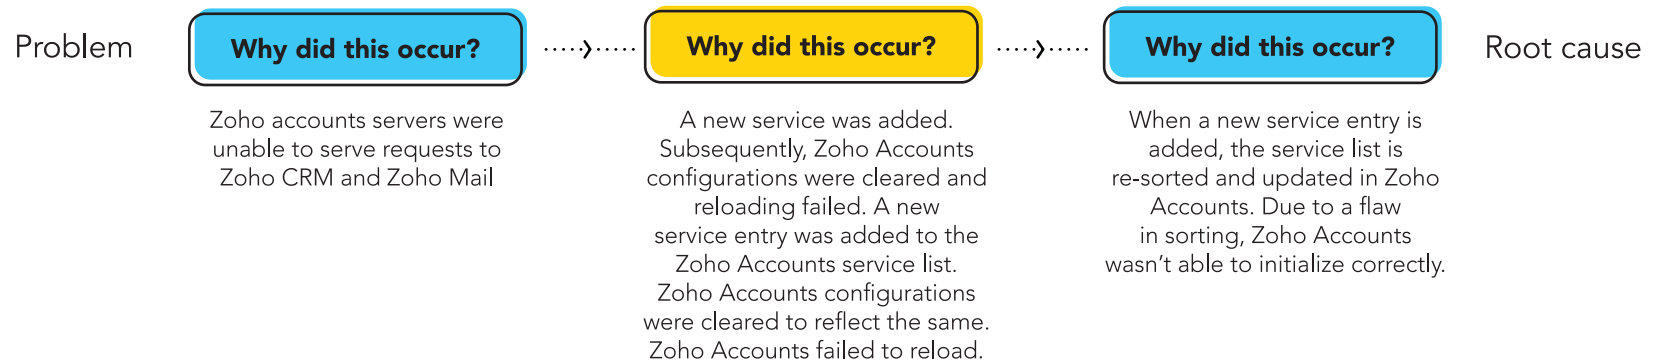 Problem
Why did this occur?
Zoho accounts servers were
unable to serve requests to
Zoho CRM and Zoho Mail
Why did this occur?
A new service was added.
Subsequently, Zoho Accounts
configurations were cleared and
reloading failed. A new
service entry was added to the
Zoho Accounts service list.
Zoho Accounts configurations
were cleared to reflect the same.
Zoho Accounts failed to reload.
Why did this occur?
When a new service entry is
added, the service list is
re-sorted and updated in Zoho
Accounts. Due to a flaw
in sorting, Zoho Accounts
wasn't able to initialize correctly.
Root cause